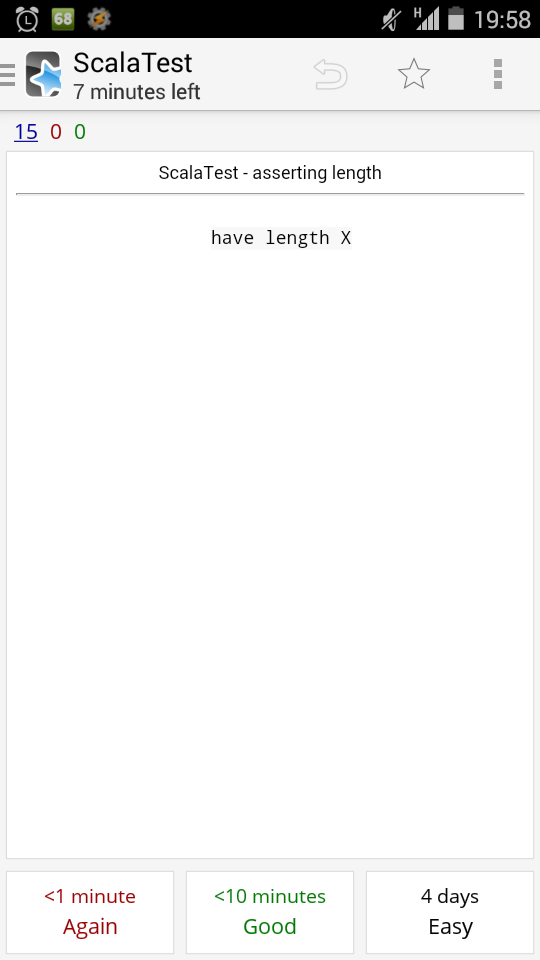 68
H
19:58
ScalaTest
7 minutes left
15 0 0
ScalaTest - asserting length
have length X
<1 minute
Again
<10 minutes
Good
4 days
Easy